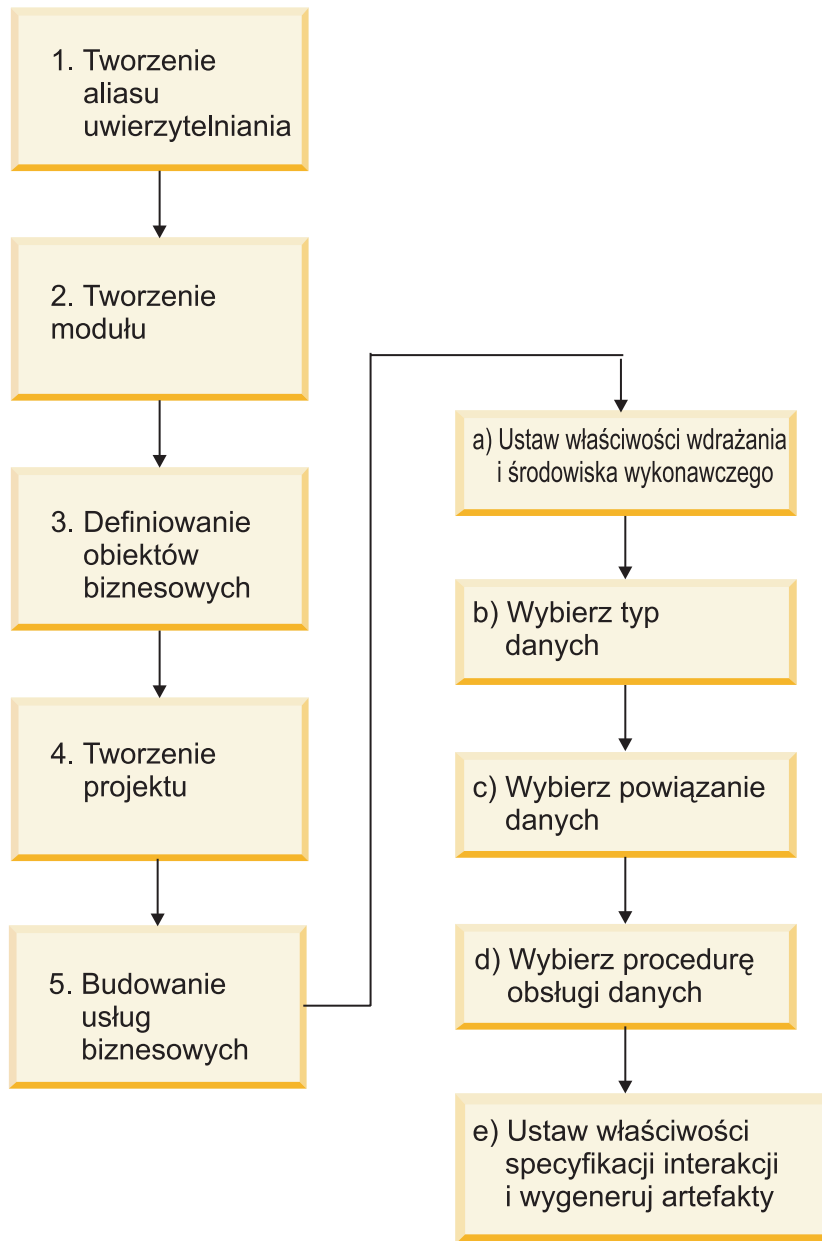 1. Tworzenie
aliasu
uwierzytelniania
2. Tworzenie
modułu
3. Definiowanie
obiektów
biznesowych
4. Tworzenie
projektu
5. Budowanie
usług
biznesowych
a) Ustaw właściwości wdrażania
i środowiska wykonawczego
b) Wybierz typ
danych
c) Wybierz powiązanie
danych
d) Wybierz procedurę
obsługi danych
e) Ustaw właściwości
specyfikacji interakcji
i wygeneruj artefakty